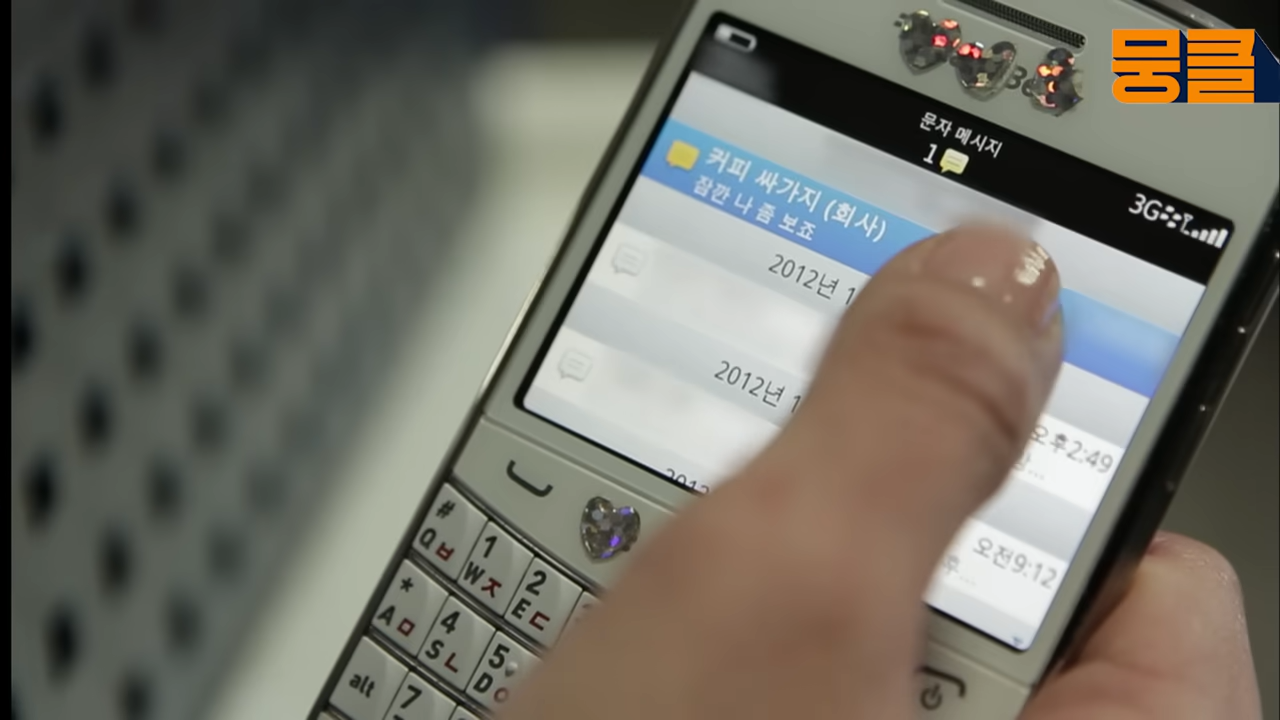 뭉클
문자 메시지
1
3G
커피 싸가지 (회사)
잠깐 나 좀 보죠
2012년 1
2012년 1
오후2:49
2012
오전9:12
#
Q ㅂ
1
W ㅈ
2
E ㄷ
*
A ㅁ
4
S ㄴ
5
D ㅇ
alt
7